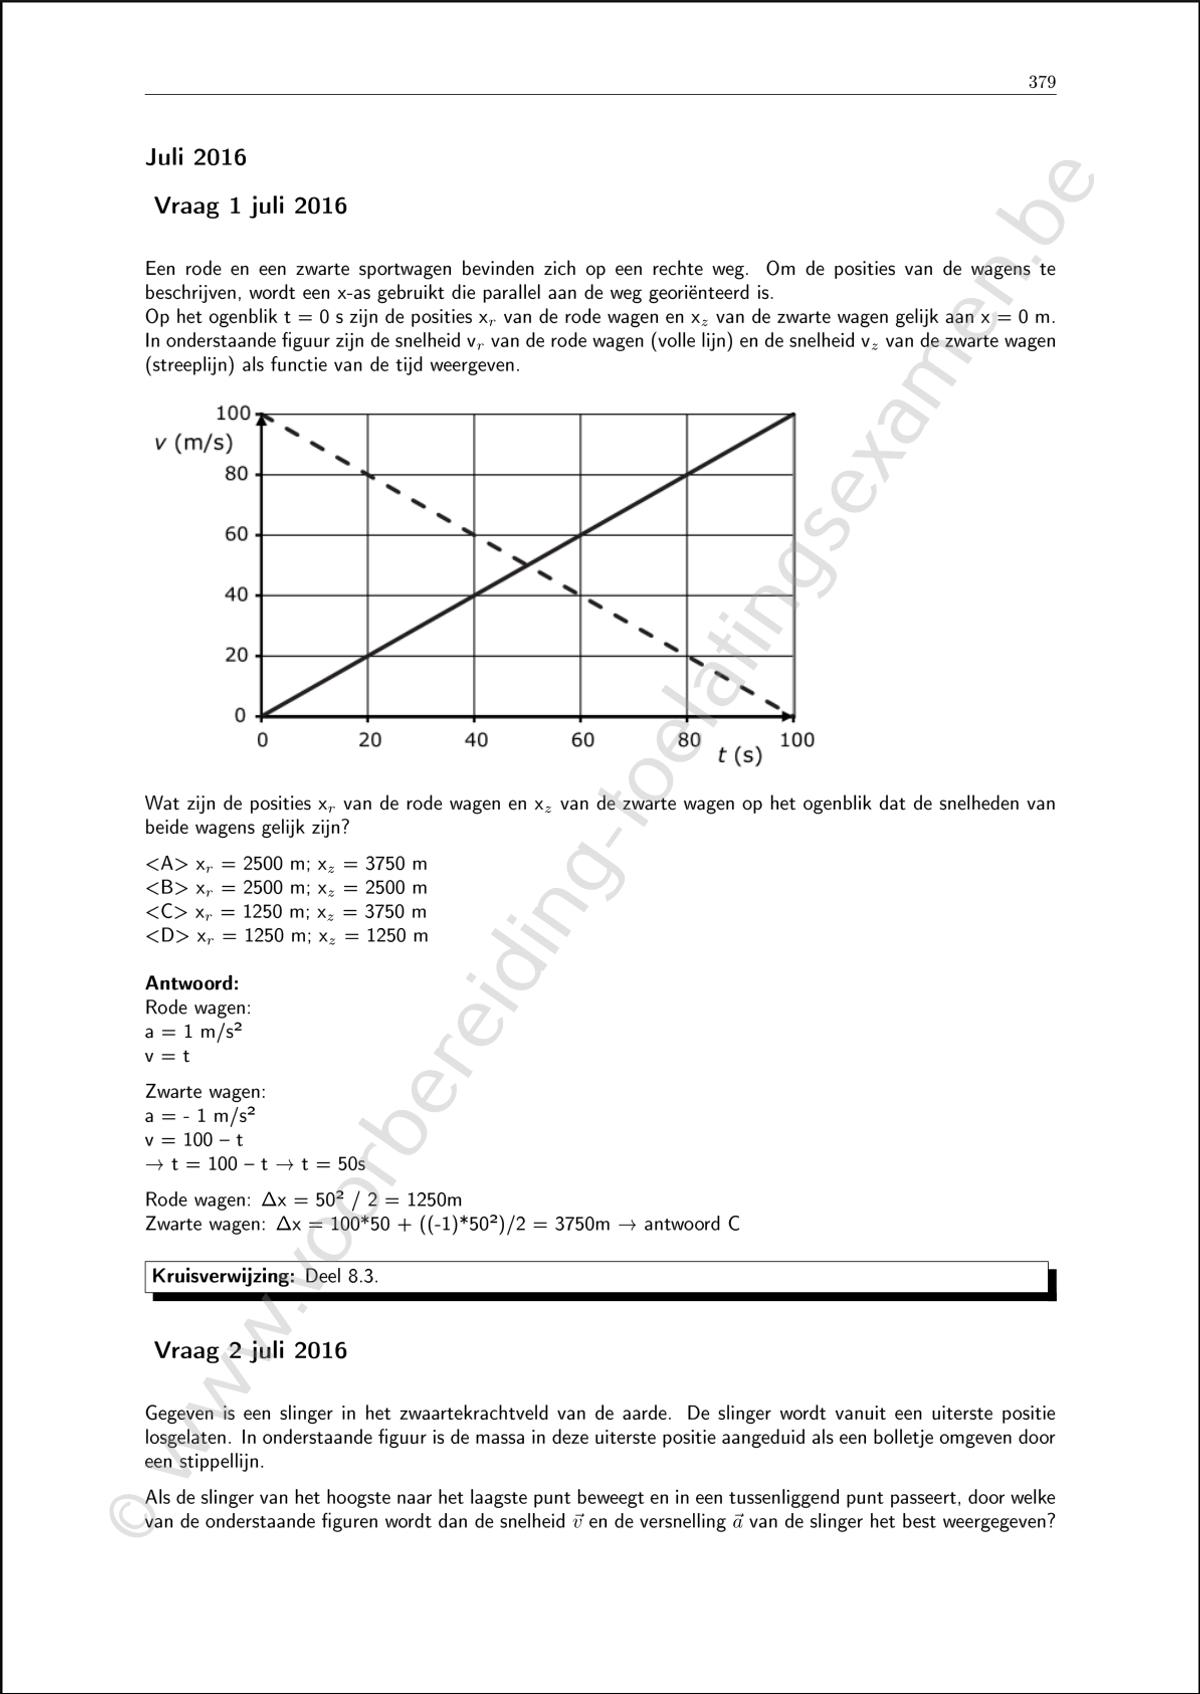 379
Juli 2016
Vraag 1 juli 2016
Een rode en een zwarte sportwagen bevinden zich op een rechte weg. Om de posities van de wagens te
beschrijven, wordt een x-as gebruikt die parallel aan de weg georiënteerd is.
Op het ogenblik t = 0 s zijn de posities xᵣ van de rode wagen en x_z van de zwarte wagen gelijk aan x = 0 m.
In onderstaande figuur zijn de snelheid vᵣ van de rode wagen (volle lijn) en de snelheid v_z van de zwarte wagen
(streeplijn) als functie van de tijd weergeven.
100
v (m/s)
80
60
40
20
0
0 20 40 60 80 100
t (s)
Wat zijn de posities xᵣ van de rode wagen en x_z van de zwarte wagen op het ogenblik dat de snelheden van
beide wagens gelijk zijn?
<A> xᵣ = 2500 m; x_z = 3750 m
<B> xᵣ = 2500 m; x_z = 2500 m
<C> xᵣ = 1250 m; x_z = 3750 m
<D> xᵣ = 1250 m; x_z = 1250 m
Antwoord:
Rode wagen:
a = 1 m/s²
v = t
Zwarte wagen:
a = - 1 m/s²
v = 100 – t
→ t = 100 – t → t = 50s
Rode wagen: Δx = 50² / 2 = 1250m
Zwarte wagen: Δx = 100*50 + ((-1)*50²)/2 = 3750m → antwoord C
Kruisverwijzing: Deel 8.3.
Vraag 2 juli 2016
Gegeven is een slinger in het zwaartekrachtveld van de aarde. De slinger wordt vanuit een uiterste positie
losgelaten. In onderstaande figuur is de massa in deze uiterste positie aangeduid als een bolletje omgeven door
een stippellijn.
Als de slinger van het hoogste naar het laagste punt beweegt en in een tussenliggend punt passeert, door welke
van de onderstaande figuren wordt dan de snelheid v⃗ en de versnelling a⃗ van de slinger het best weergegeven?
© www.voorbereiding-toelatingsexamen.be